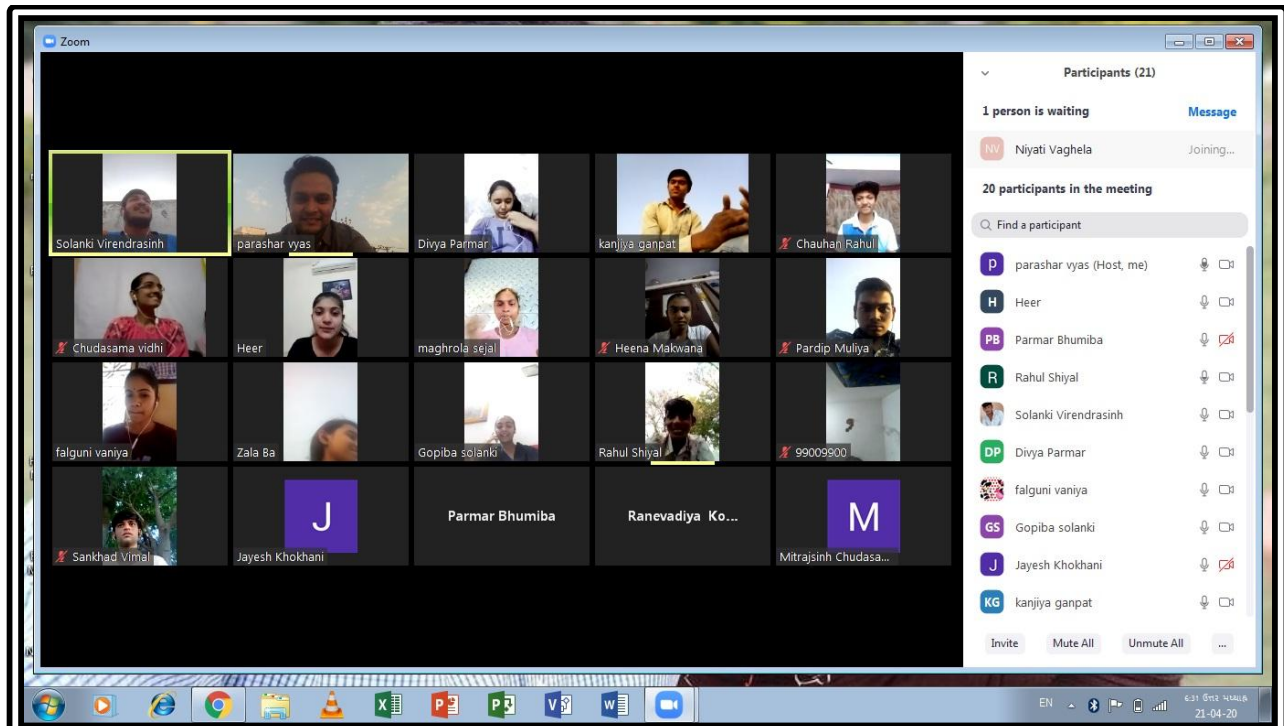 Zoom
Solanki Virendrasinh
parashar vyas
Divya Parmar
kanjiya ganpat
Chauhan Rahul
Chudasama vidhi
Heer
maghrola sejal
Heena Makwana
Pardip Muliya
falguni vaniya
Zala Ba
Gopiba solanki
Rahul Shiyal
99009900
Sankhad Vimal
J
Jayesh Khokhani
Parmar Bhumiba
Ranevadiya Ko...
M
Mitrajsinh Chudasa...
Participants (21)
1 person is waiting Message
NV Niyati Vaghela Joining...
20 participants in the meeting
Find a participant
p parashar vyas (Host, me)
H Heer
PB Parmar Bhumiba
R Rahul Shiyal
Solanki Virendrasinh
DP Divya Parmar
falguni vaniya
GS Gopiba solanki
J Jayesh Khokhani
KG kanjiya ganpat
Invite Mute All Unmute All ...
EN
6:31
21-04-20